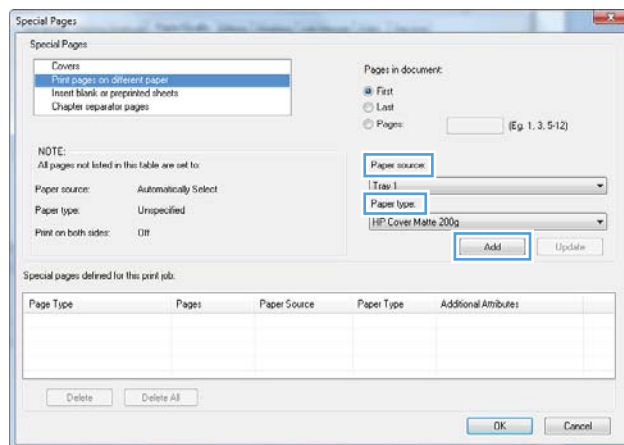 Special Pages
Special Pages
Covers
Print pages on different paper
Insert blank or preprinted sheets
Chapter separator pages
Pages in document:
First
Last
Pages: (Eg. 1, 3, 5-12)
NOTE:
All pages not listed in this table are set to:
Paper source: Automatically Select
Paper type: Unspecified
Print on both sides: Off
Paper source:
Tray 1
Paper type:
HP Cover Matte 200g
Add Update
Special pages defined for this print job:
Page Type Pages Paper Source Paper Type Additional Attributes
Delete Delete All
OK Cancel